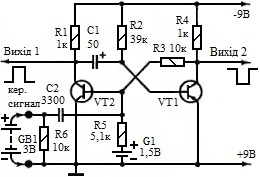 -9В
R1
1к
C1
50
R2
39к
R4
1к
Вихід 1
R3 10к
Вихід 2
кер.
сигнал
C2
3300
VT2
VT1
GB1
3В
R6
10к
R5
5,1к
G1
1,5В
+9В